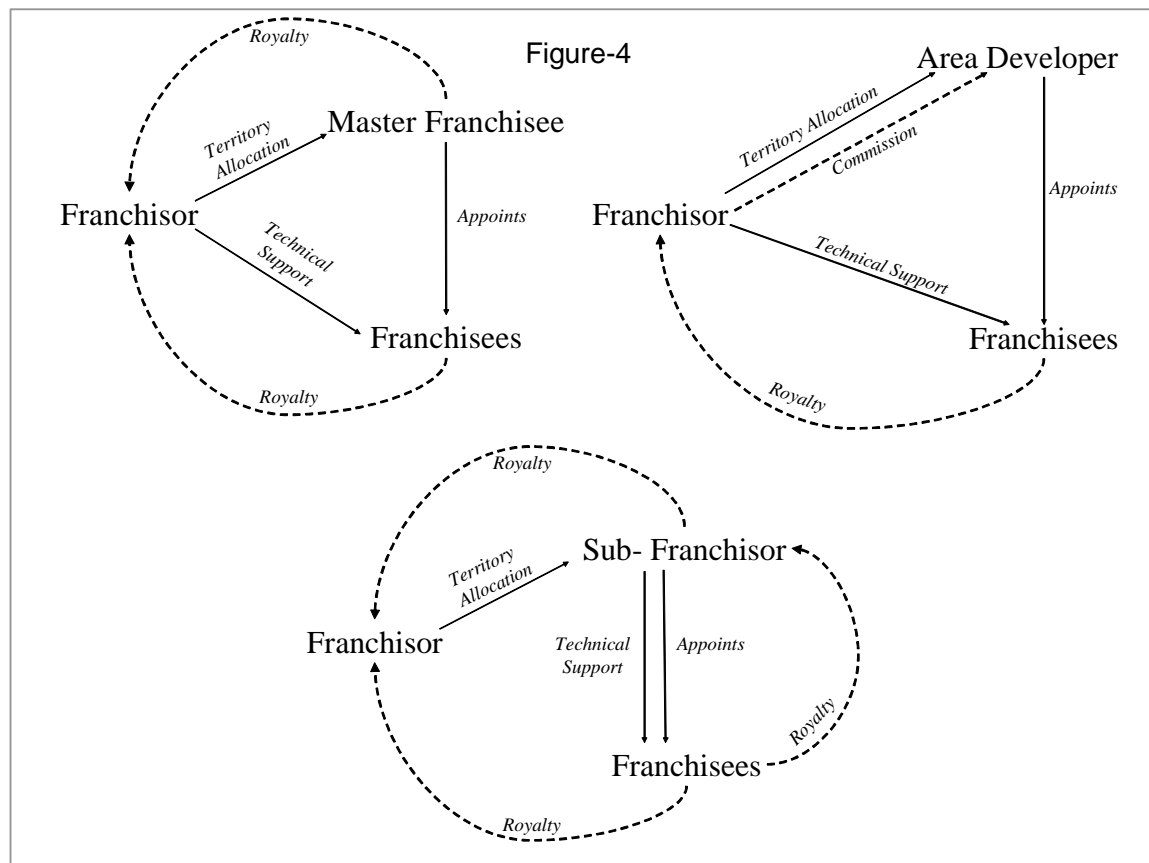 Figure-4
Royalty
Master Franchisee
Territory
Allocation
Franchisor
Appoints
Technical
Support
Franchisees
Royalty
Area Developer
Territory Allocation
Commission
Franchisor
Appoints
Technical Support
Franchisees
Royalty
Royalty
Sub- Franchisor
Territory
Allocation
Franchisor
Technical
Support
Appoints
Royalty
Franchisees
Royalty